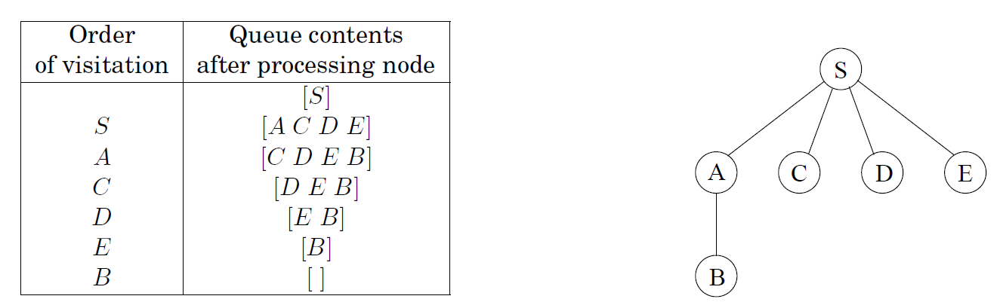 Order Queue contents
of visitation after processing node
[S]
S [A C D E]
A [C D E B]
C [D E B]
D [E B]
E [B]
B [ ]
S
A C D E
B